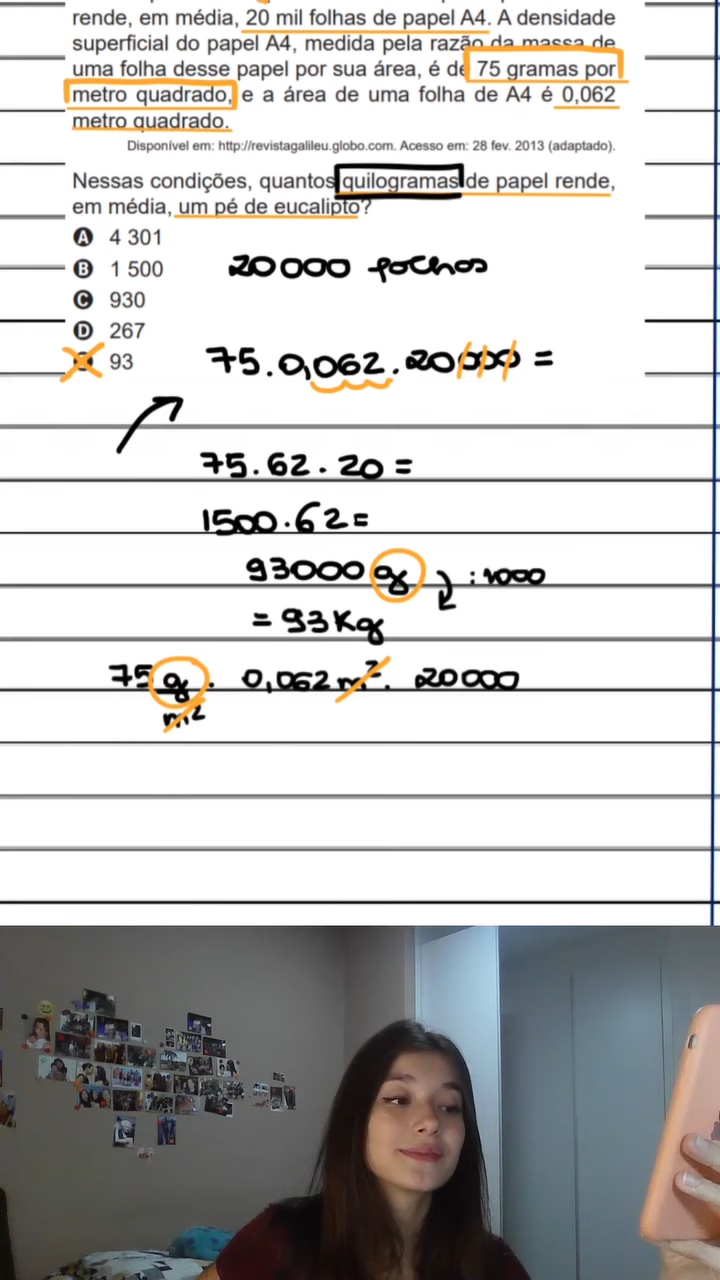 rende, em média, 20 mil folhas de papel A4. A densidade
superficial do papel A4, medida pela razão da massa de
uma folha desse papel por sua área, é de 75 gramas por
metro quadrado, e a área de uma folha de A4 é 0,062
metro quadrado.
Disponível em: http://revistagalileu.globo.com. Acesso em: 28 fev. 2013 (adaptado).
Nessas condições, quantos quilogramas de papel rende,
em média, um pé de eucalipto?
A 4 301
B 1 500
C 930
D 267
93
20000 folhas
75.0,062.20000 =
75.62.20=
1500.62=
93000 g :1000
= 93 Kg
75 g . 0,062 m². 20000
m²